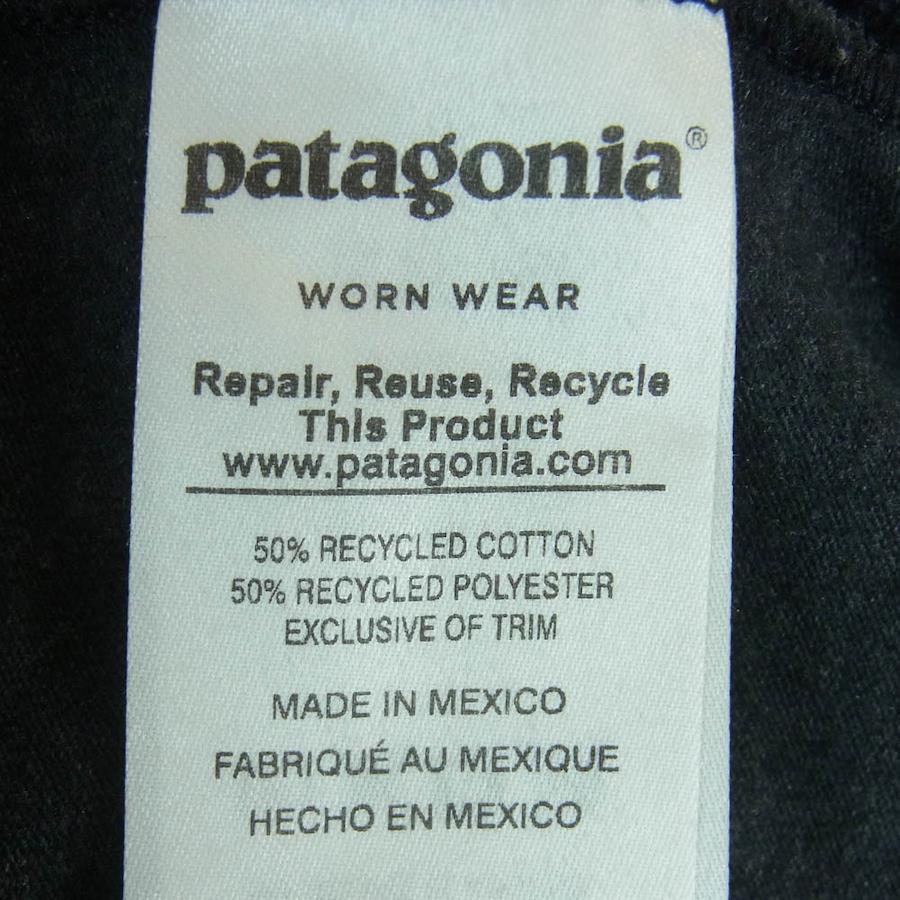 patagonia®
WORN WEAR
Repair, Reuse, Recycle
This Product
www.patagonia.com
50% RECYCLED COTTON
50% RECYCLED POLYESTER
EXCLUSIVE OF TRIM
MADE IN MEXICO
FABRIQUÉ AU MEXIQUE
HECHO EN MEXICO